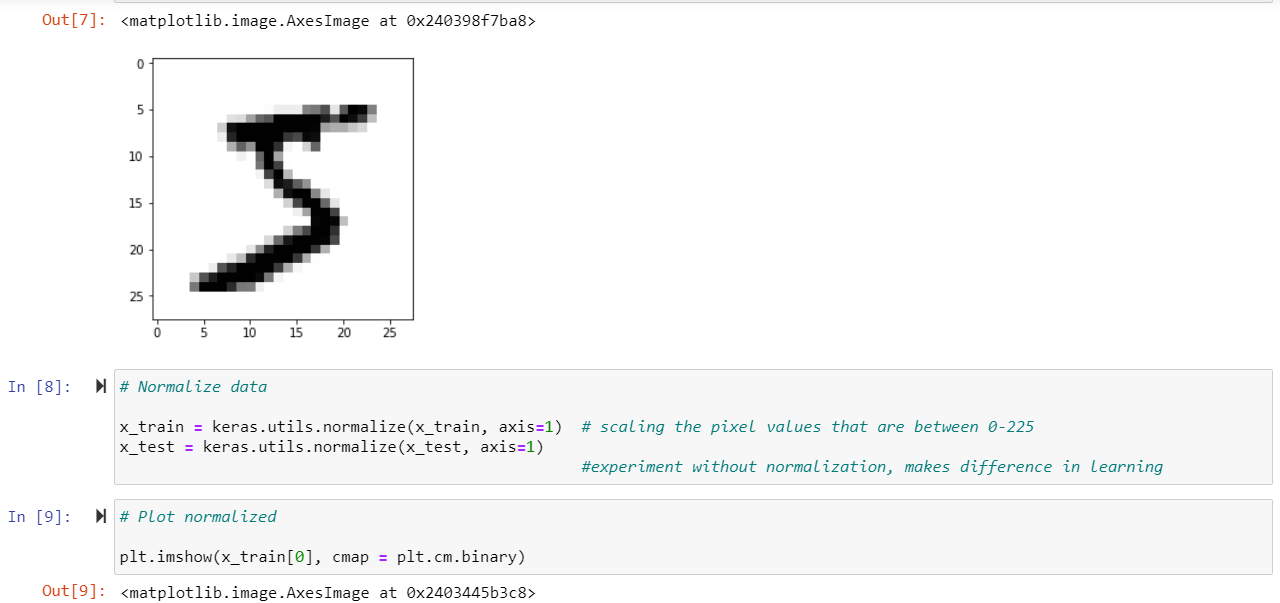 Out[7]: <matplotlib.image.AxesImage at 0x240398f7ba8>
0
5
10
15
20
25
0 5 10 15 20 25
In [8]: # Normalize data
x_train = keras.utils.normalize(x_train, axis=1)  # scaling the pixel values that are between 0-225
x_test = keras.utils.normalize(x_test, axis=1)
#experiment without normalization, makes difference in learning
In [9]: # Plot normalized
plt.imshow(x_train[0], cmap = plt.cm.binary)
Out[9]: <matplotlib.image.AxesImage at 0x2403445b3c8>